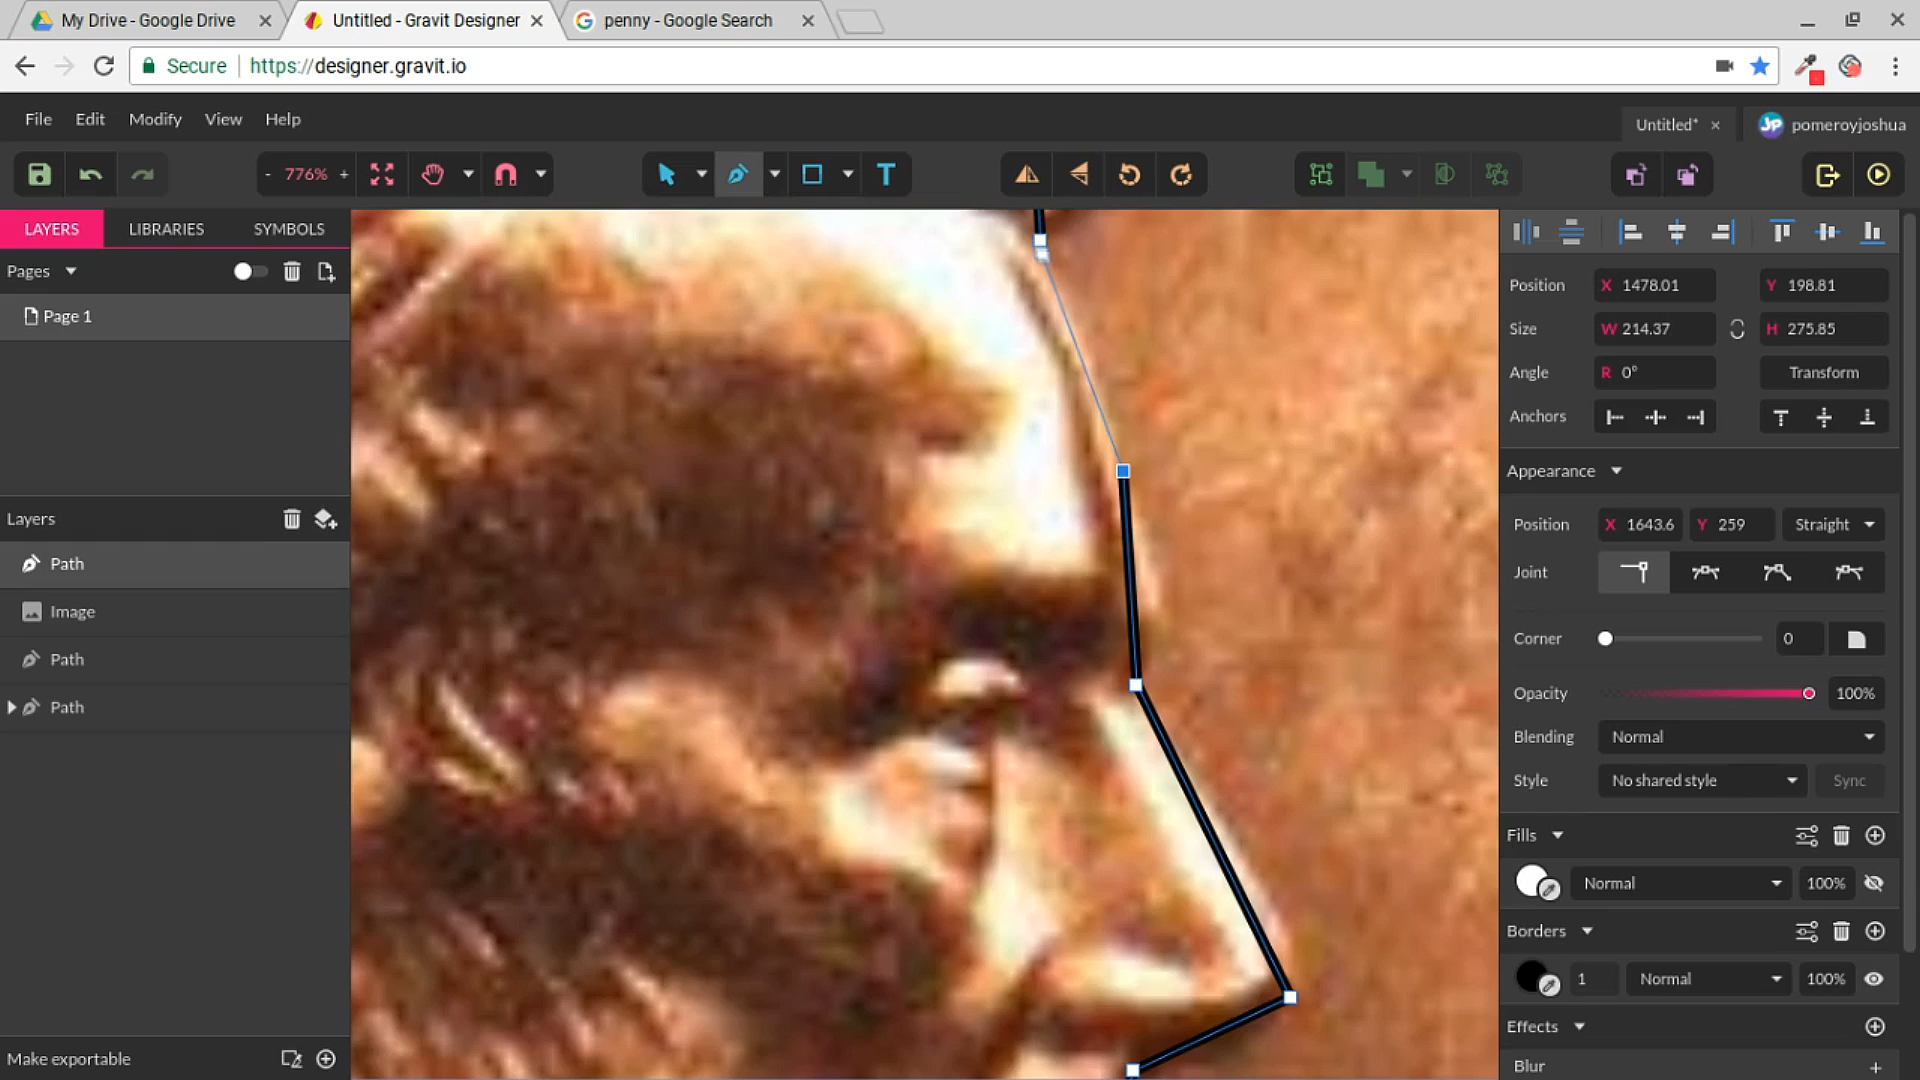 My Drive - Google Drive
Untitled - Gravit Designer
penny - Google Search
Secure
https://designer.gravit.io
File Edit Modify View Help
Untitled*
JP pomeroyjoshua
- 776% +
T
LAYERS LIBRARIES SYMBOLS
Pages
Page 1
Layers
Path
Image
Path
Path
Make exportable
Position X 1478.01 Y 198.81
Size W 214.37 H 275.85
Angle R 0° Transform
Anchors
Appearance
Position X 1643.6 Y 259 Straight
Joint
Corner 0
Opacity 100%
Blending Normal
Style No shared style Sync
Fills
Normal 100%
Borders
1 Normal 100%
Effects
Blur